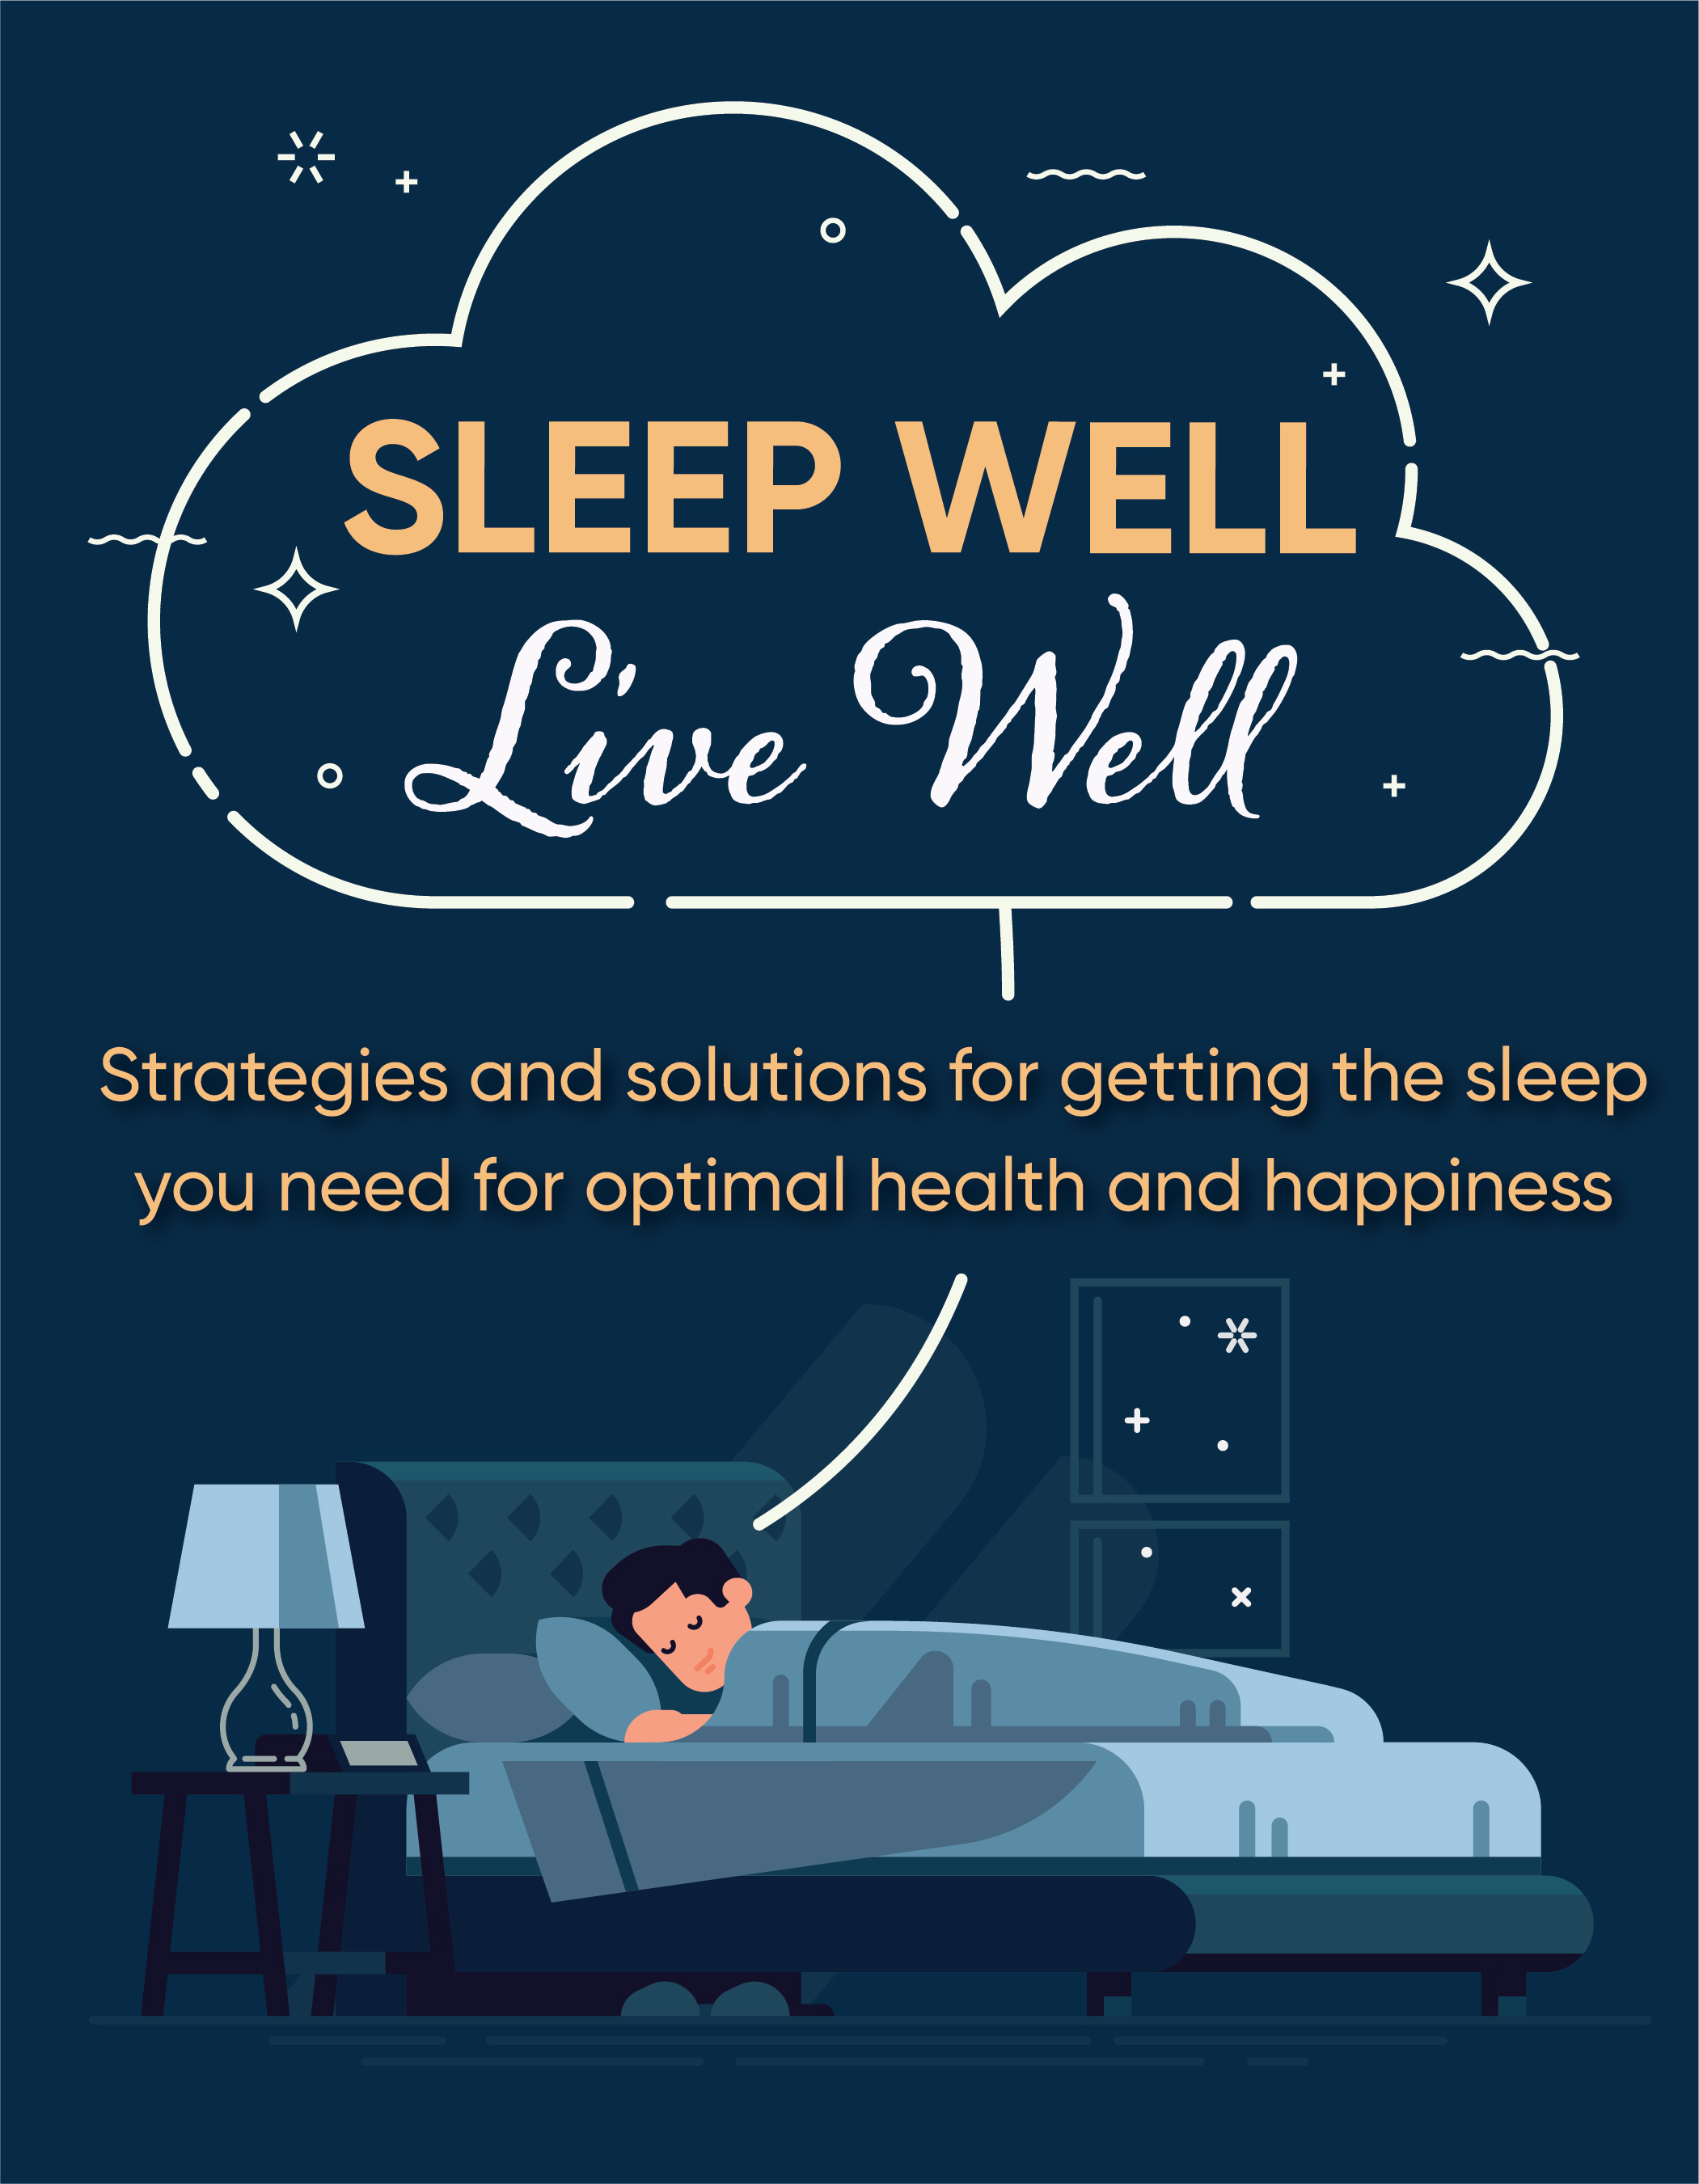 SLEEP WELL
Live Well
Strategies and solutions for getting the sleep
you need for optimal health and happiness